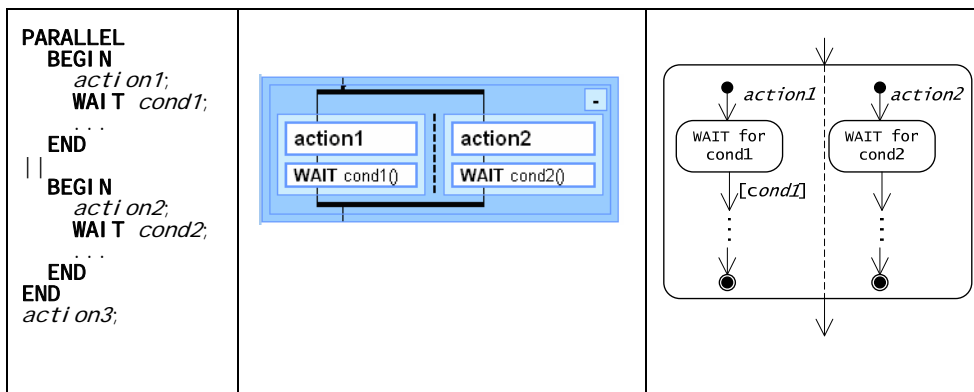 PARALLEL
BEGIN
action1;
WAIT cond1;
...
END
||
BEGIN
action2;
WAIT cond2;
...
END
END
action3;
-
action1
action2
WAIT cond1()
WAIT cond2()
action1
action2
WAIT for
cond1
WAIT for
cond2
[cond1]